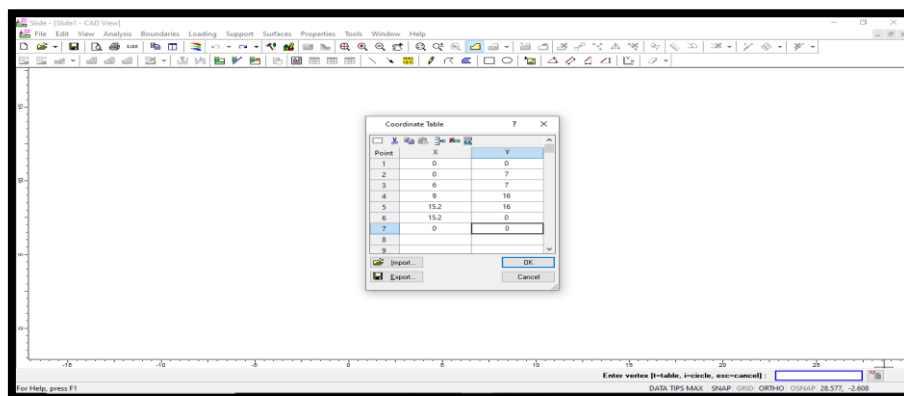 Slide - [Slide1 - CAD View]
File Edit View Analysis Boundaries Loading Support Surfaces Properties Tools Window Help
1:100
Coordinate Table ? ×
Point X Y
1 0 0
2 0 7
3 6 7
4 9 16
5 15.2 16
6 15.2 0
7 0 0
8
9
Import... OK
Export... Cancel
15
10
5
0
-15 -10 -5 0 5 10 15 20 25
Enter vertex [t=table, i=circle, esc=cancel] :
For Help, press F1
DATA TIPS MAX SNAP GRID ORTHO OSNAP 28.577, -2.608